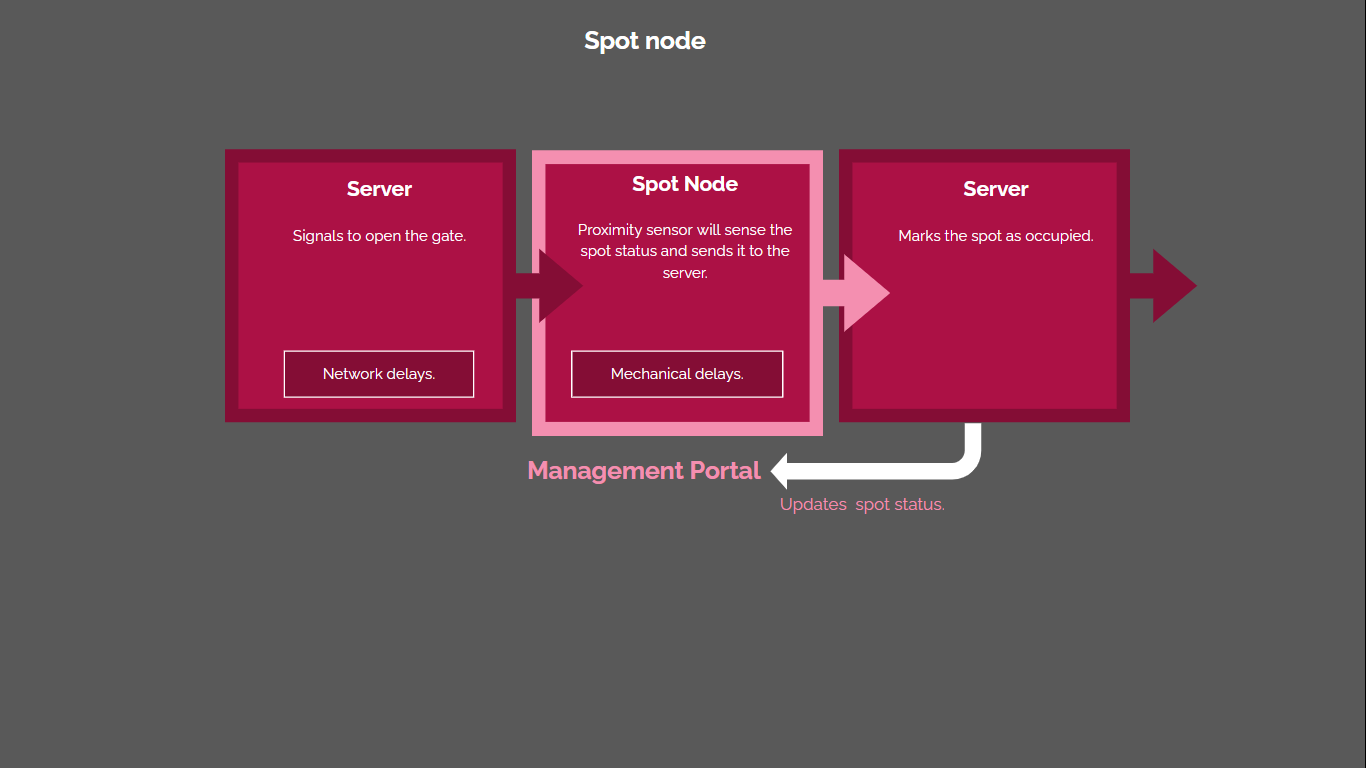 Spot node
Server
Signals to open the gate.
Network delays.
Spot Node
Proximity sensor will sense the
spot status and sends it to the
server.
Mechanical delays.
Server
Marks the spot as occupied.
Management Portal
Updates  spot status.